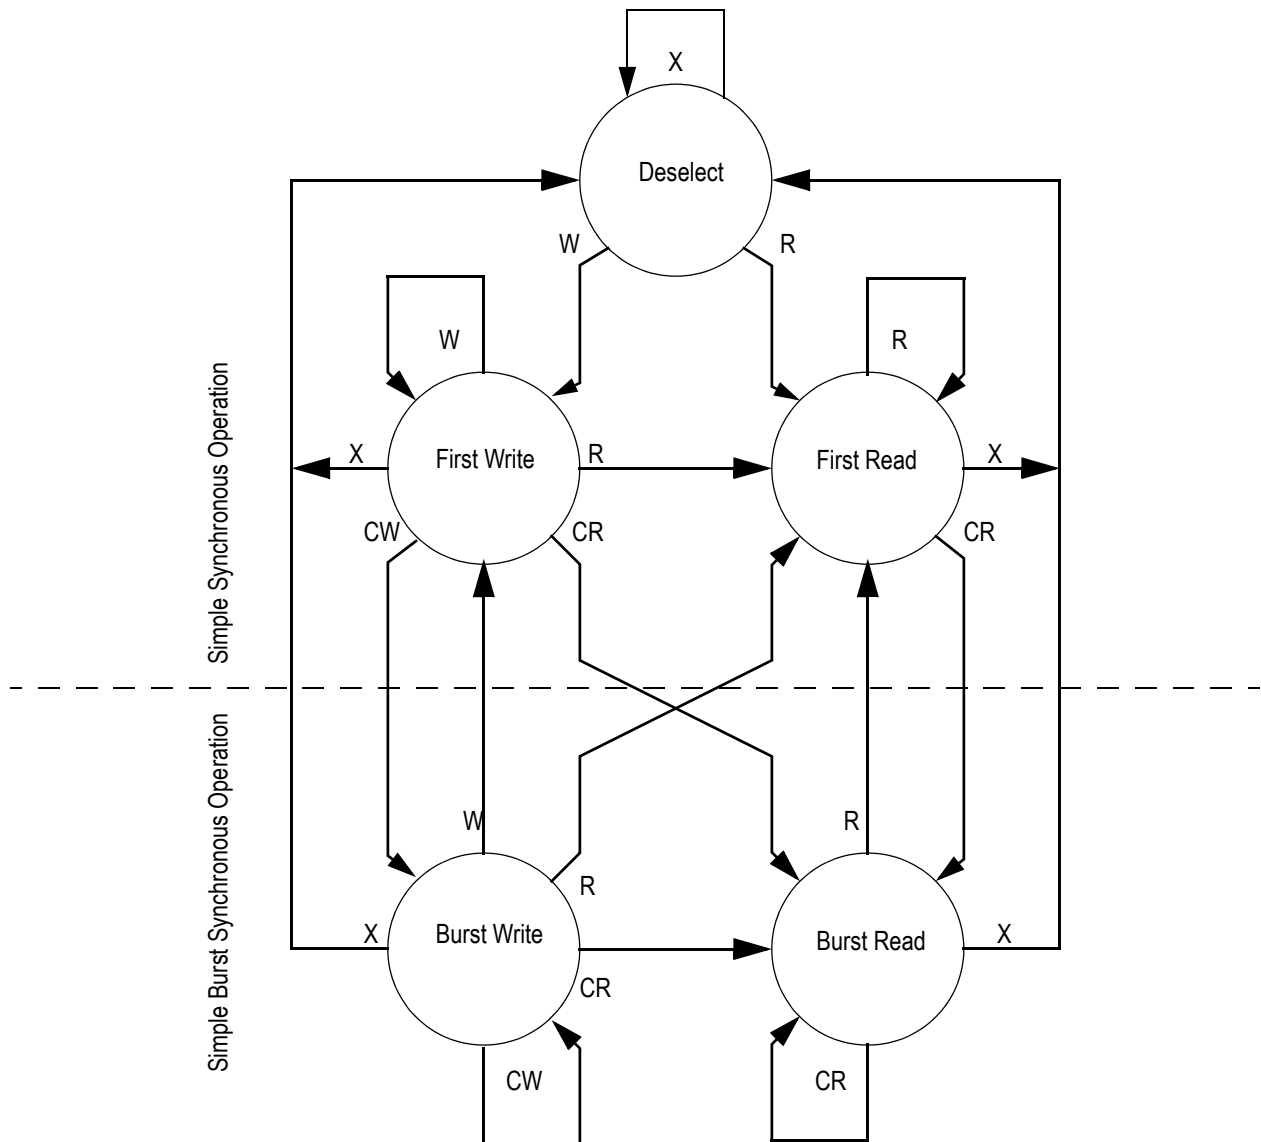 X
Deselect
W
R
W
R
Simple Synchronous Operation
X
First Write
R
First Read
X
CW
CR
CR
Simple Burst Synchronous Operation
W
R
R
X
Burst Write
Burst Read
X
CR
CW
CR